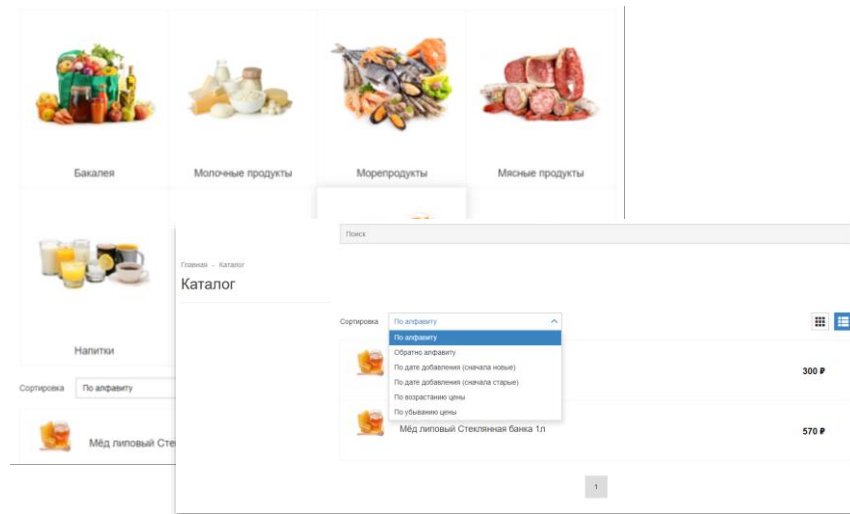 Бакалея
Молочные продукты
Морепродукты
Мясные продукты
Напитки
Сортировка По алфавиту
Мёд липовый Сте
Поиск
Главная - Каталог
Каталог
Сортировка По алфавиту
По алфавиту
Обратно алфавиту
По дате добавления (сначала новые)
По дате добавления (сначала старые)
По возрастанию цены
По убыванию цены
300 ₽
Мёд липовый Стеклянная банка 1л
570 ₽
1